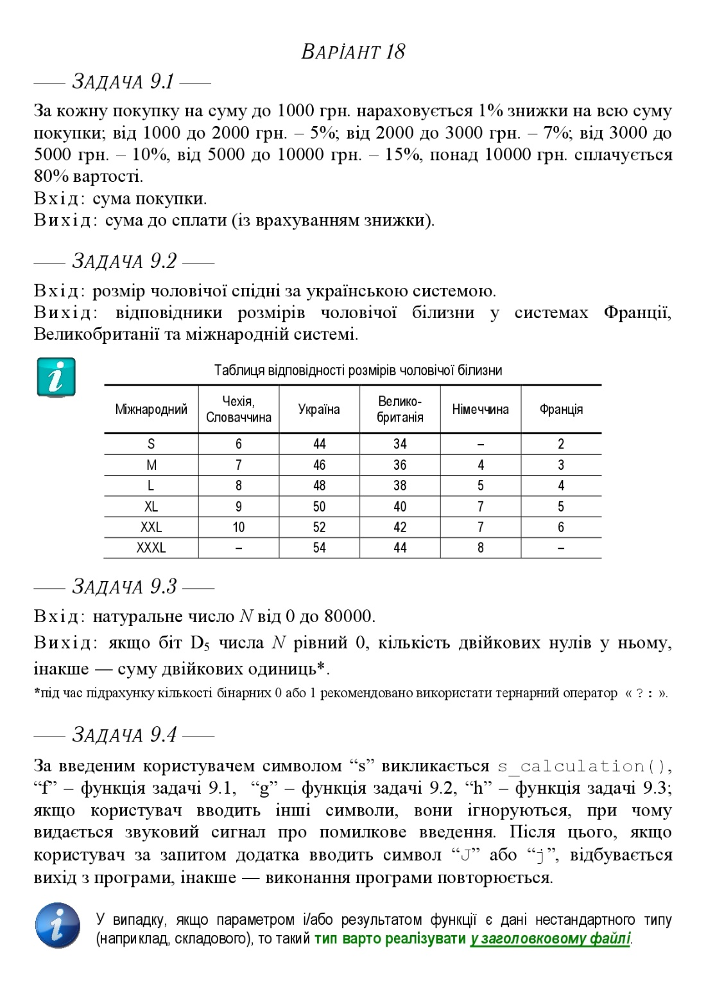 Варіант 18
Задача 9.1
За кожну покупку на суму до 1000 грн. нараховується 1% знижки на всю суму
покупки; від 1000 до 2000 грн. – 5%; від 2000 до 3000 грн. – 7%; від 3000 до
5000 грн. – 10%, від 5000 до 10000 грн. – 15%, понад 10000 грн. сплачується
80% вартості.
Вхід: сума покупки.
Вихід: сума до сплати (із врахуванням знижки).
Задача 9.2
Вхід: розмір чоловічої спідні за українською системою.
Вихід: відповідники розмірів чоловічої білизни у системах Франції,
Великобританії та міжнародній системі.
Таблиця відповідності розмірів чоловічої білизни
Міжнародний Чехія, Словаччина Україна Велико-британія Німеччина Франція
S 6 44 34 – 2
M 7 46 36 4 3
L 8 48 38 5 4
XL 9 50 40 7 5
XXL 10 52 42 7 6
XXXL – 54 44 8 –
Задача 9.3
Вхід: натуральне число N від 0 до 80000.
Вихід: якщо біт D5 числа N рівний 0, кількість двійкових нулів у ньому,
інакше — суму двійкових одиниць*.
*під час підрахунку кількості бінарних 0 або 1 рекомендовано використати тернарний оператор « ? : ».
Задача 9.4
За введеним користувачем символом “s” викликається s_calculation(),
“f” – функція задачі 9.1, “g” – функція задачі 9.2, “h” – функція задачі 9.3;
якщо користувач вводить інші символи, вони ігноруються, при чому
видається звуковий сигнал про помилкове введення. Після цього, якщо
користувач за запитом додатка вводить символ “J” або “j”, відбувається
вихід з програми, інакше — виконання програми повторюється.
У випадку, якщо параметром і/або результатом функції є дані нестандартного типу
(наприклад, складового), то такий тип варто реалізувати у заголовковому файлі.